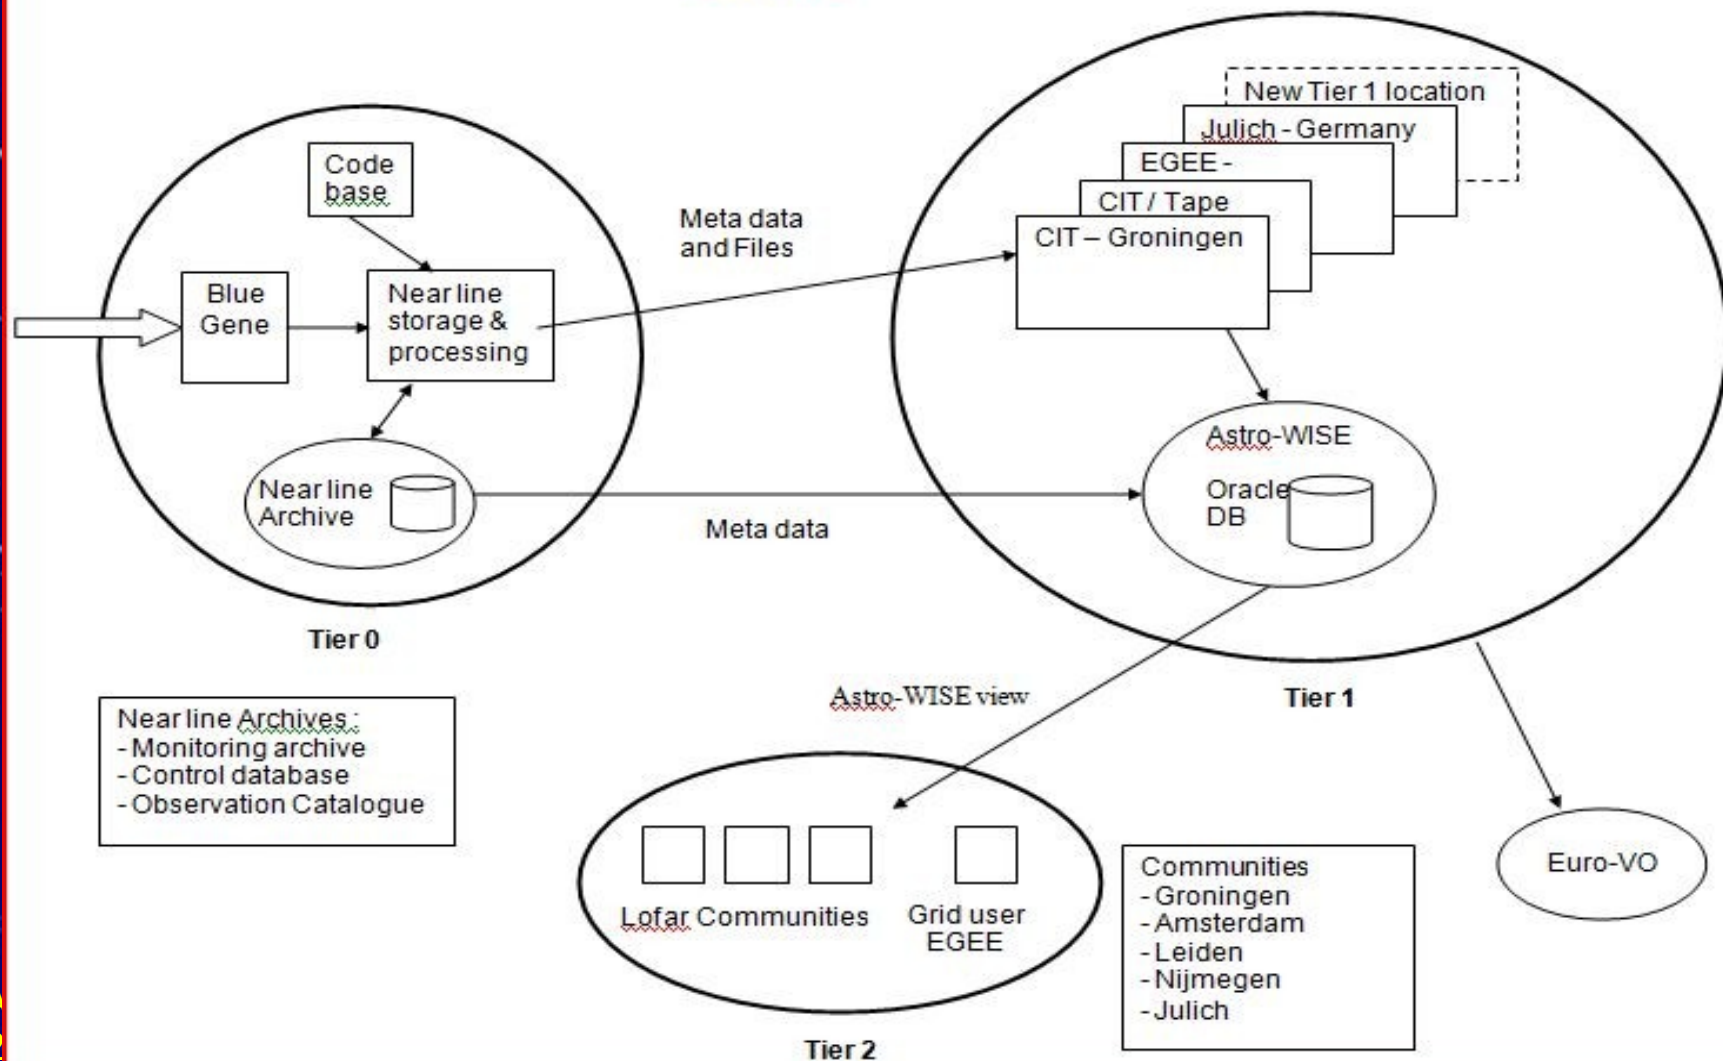 Code
base
Blue
Gene
Near line
storage &
processing
Near line
Archive
Tier 0
Meta data
and Files
Meta data
New Tier 1 location
Julich - Germany
EGEE -
CIT / Tape
CIT – Groningen
Astro-WISE
Oracle
DB
Tier 1
Near line Archives :
- Monitoring archive
- Control database
- Observation Catalogue
Astro-WISE view
Lofar Communities
Grid user
EGEE
Tier 2
Communities
- Groningen
- Amsterdam
- Leiden
- Nijmegen
- Julich
Euro-VO